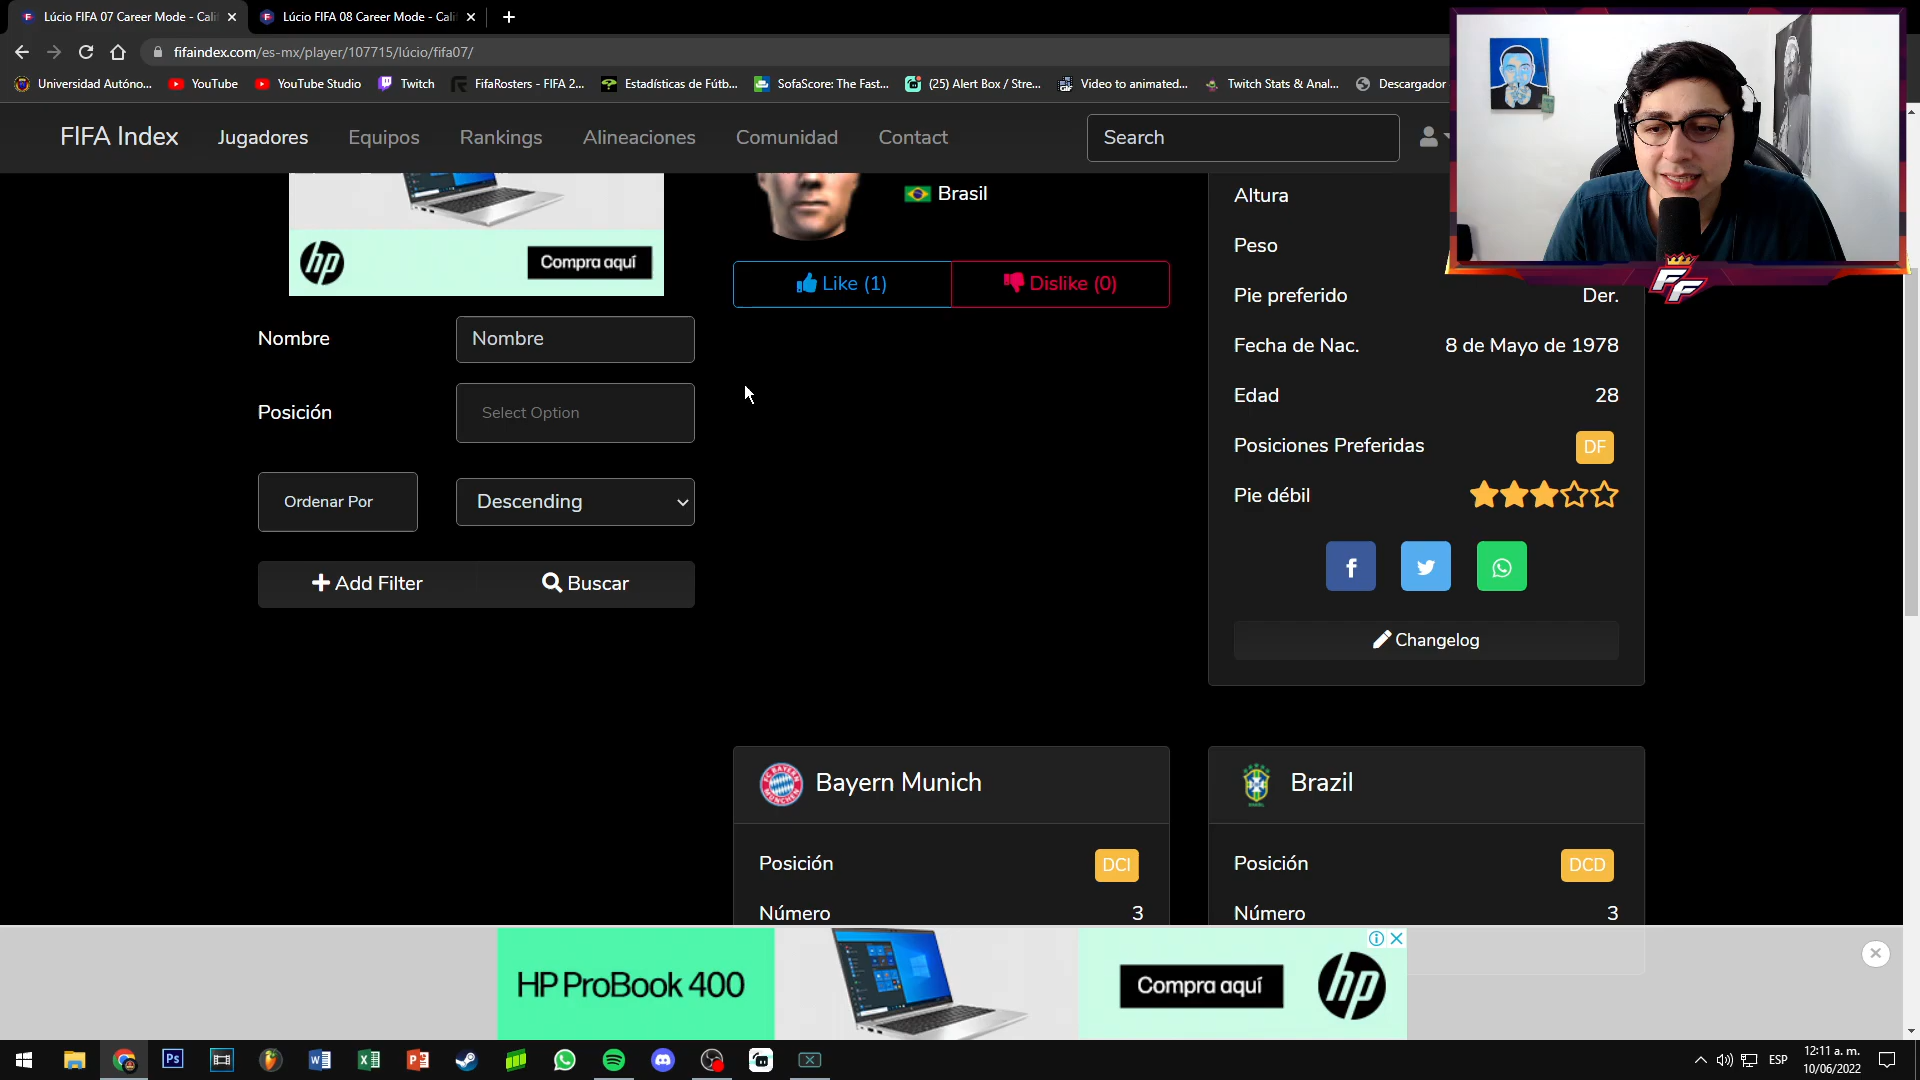 Lúcio FIFA 07 Career Mode - Cali
Lúcio FIFA 08 Career Mode - Cali
fifaindex.com/es-mx/player/107715/lúcio/fifa07/
Universidad Autóno...
YouTube
YouTube Studio
Twitch
FifaRosters - FIFA 2...
Estadísticas de Fútb...
SofaScore: The Fast...
(25) Alert Box / Stre...
Video to animated...
Twitch Stats & Anal...
Descargador
FIFA Index
Jugadores
Equipos
Rankings
Alineaciones
Comunidad
Contact
Search
hp
Compra aquí
Brasil
Like (1)
Dislike (0)
Nombre
Nombre
Posición
Select Option
Ordenar Por
Descending
Add Filter
Buscar
Altura
Peso
Pie preferido
Der.
Fecha de Nac.
8 de Mayo de 1978
Edad
28
Posiciones Preferidas
DF
Pie débil
Changelog
FF
Bayern Munich
Posición
DCI
Número
3
Brazil
Posición
DCD
Número
3
HP ProBook 400
Compra aquí
hp
ESP
12:11 a. m.
10/06/2022